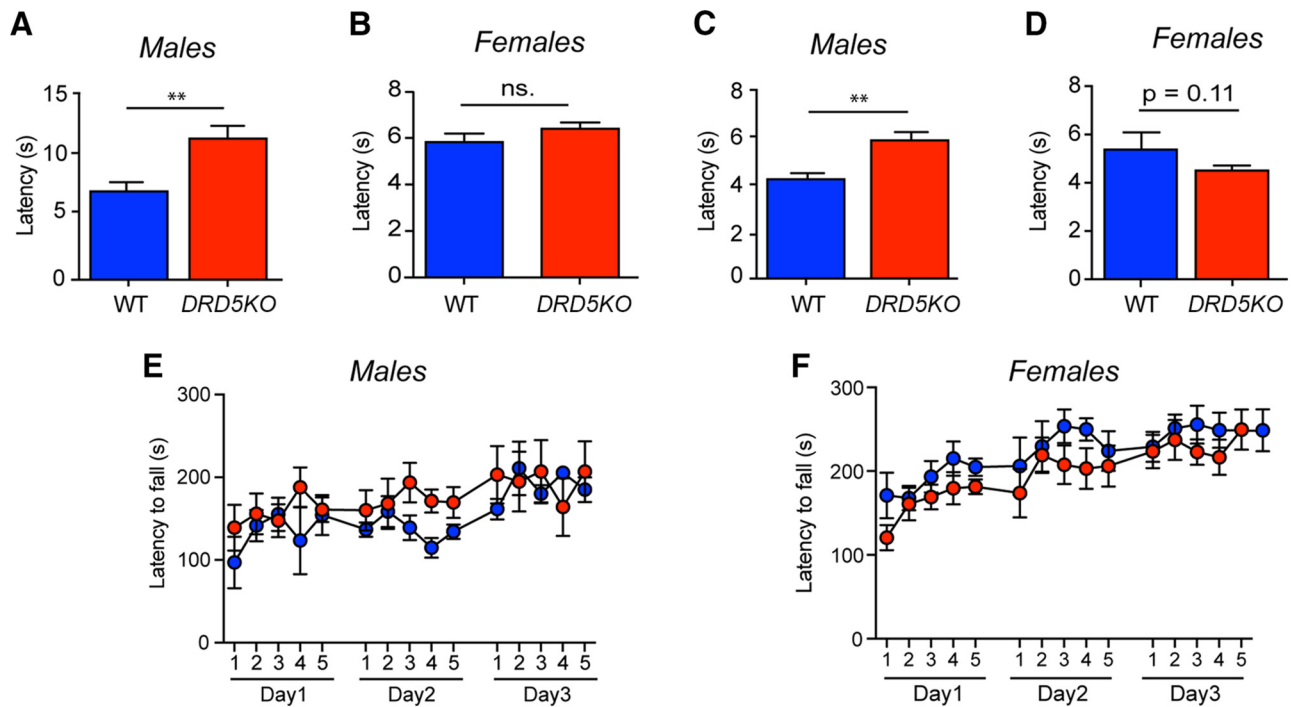 A
Males
Latency (s)
15
10
5
0
**
WT
DRD5KO
B
Females
Latency (s)
8
6
4
2
0
ns.
WT
DRD5KO
C
Males
Latency (s)
8
6
4
2
0
**
WT
DRD5KO
D
Females
Latency (s)
8
6
4
2
0
p = 0.11
WT
DRD5KO
E
Males
Latency to fall (s)
300
200
100
0
1 2 3 4 5 1 2 3 4 5 1 2 3 4 5
Day1 Day2 Day3
F
Females
Latency to fall (s)
300
200
100
0
1 2 3 4 5 1 2 3 4 5 1 2 3 4 5
Day1 Day2 Day3